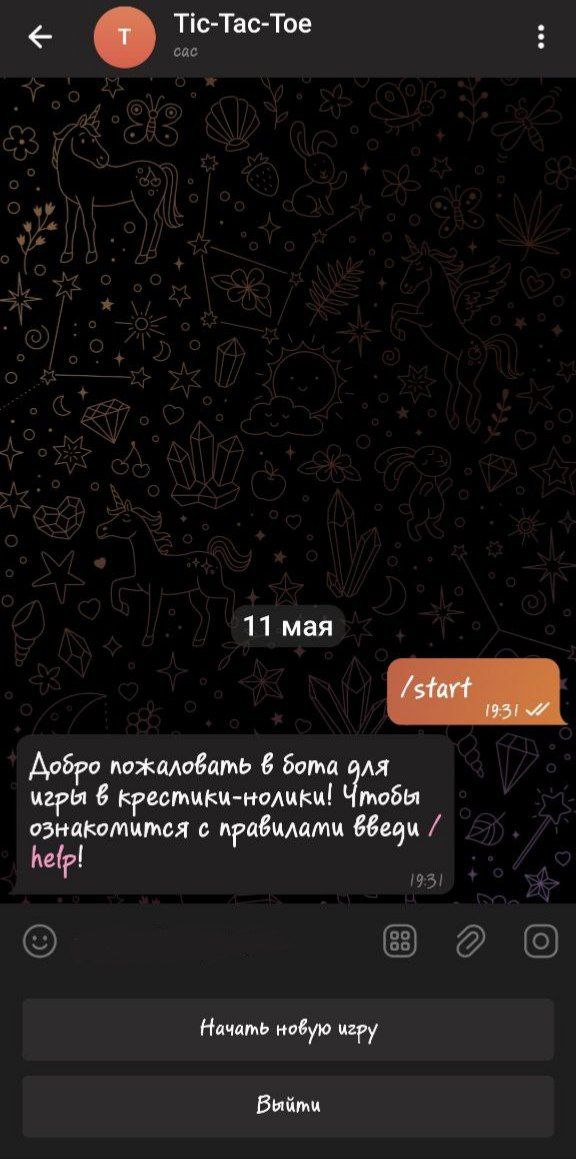 T
Tic-Tac-Toe
сас
11 мая
/start
19:31
Добро пожаловать в бота для
игры в крестики-нолики! Чтобы
ознакомится с правилами введи /
help!
19:31
Начать новую игру
Выйти